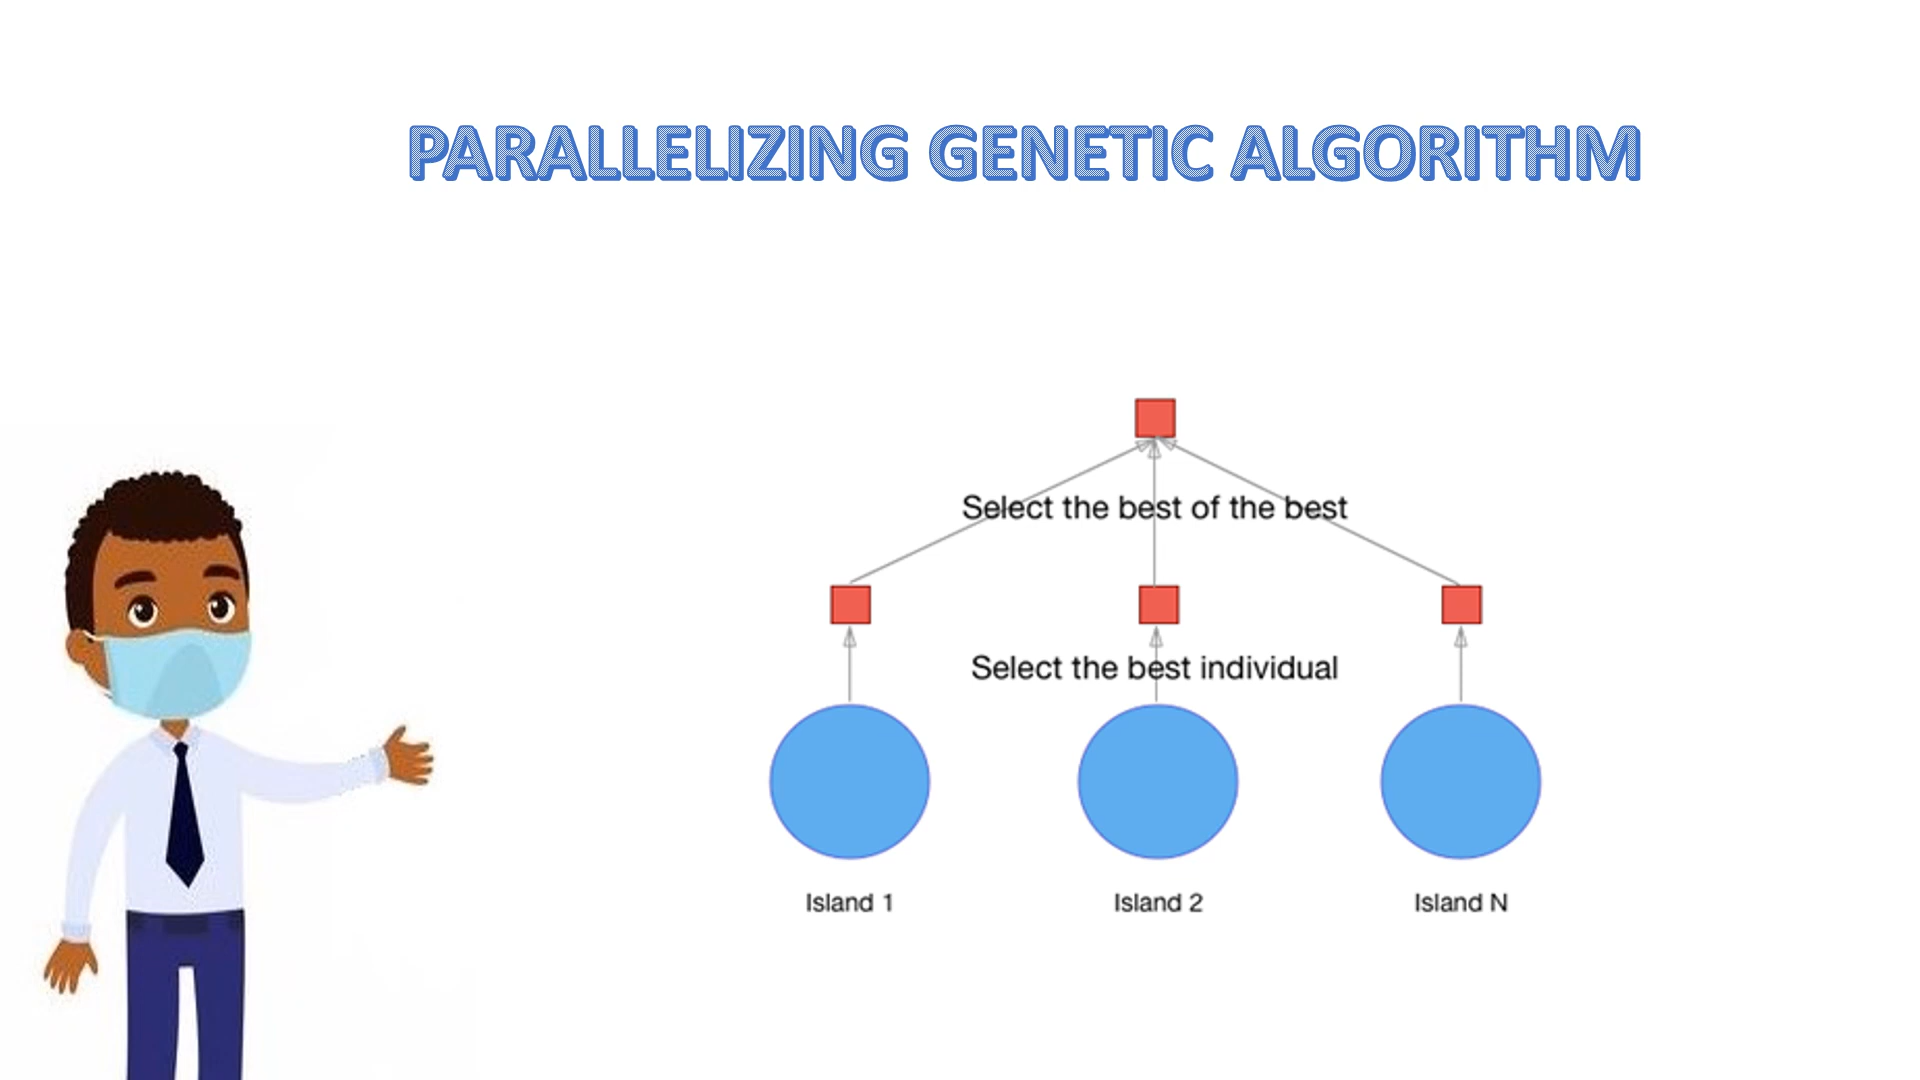 PARALLELIZING GENETIC ALGORITHM
Select the best of the best
Select the best individual
Island 1
Island 2
Island N